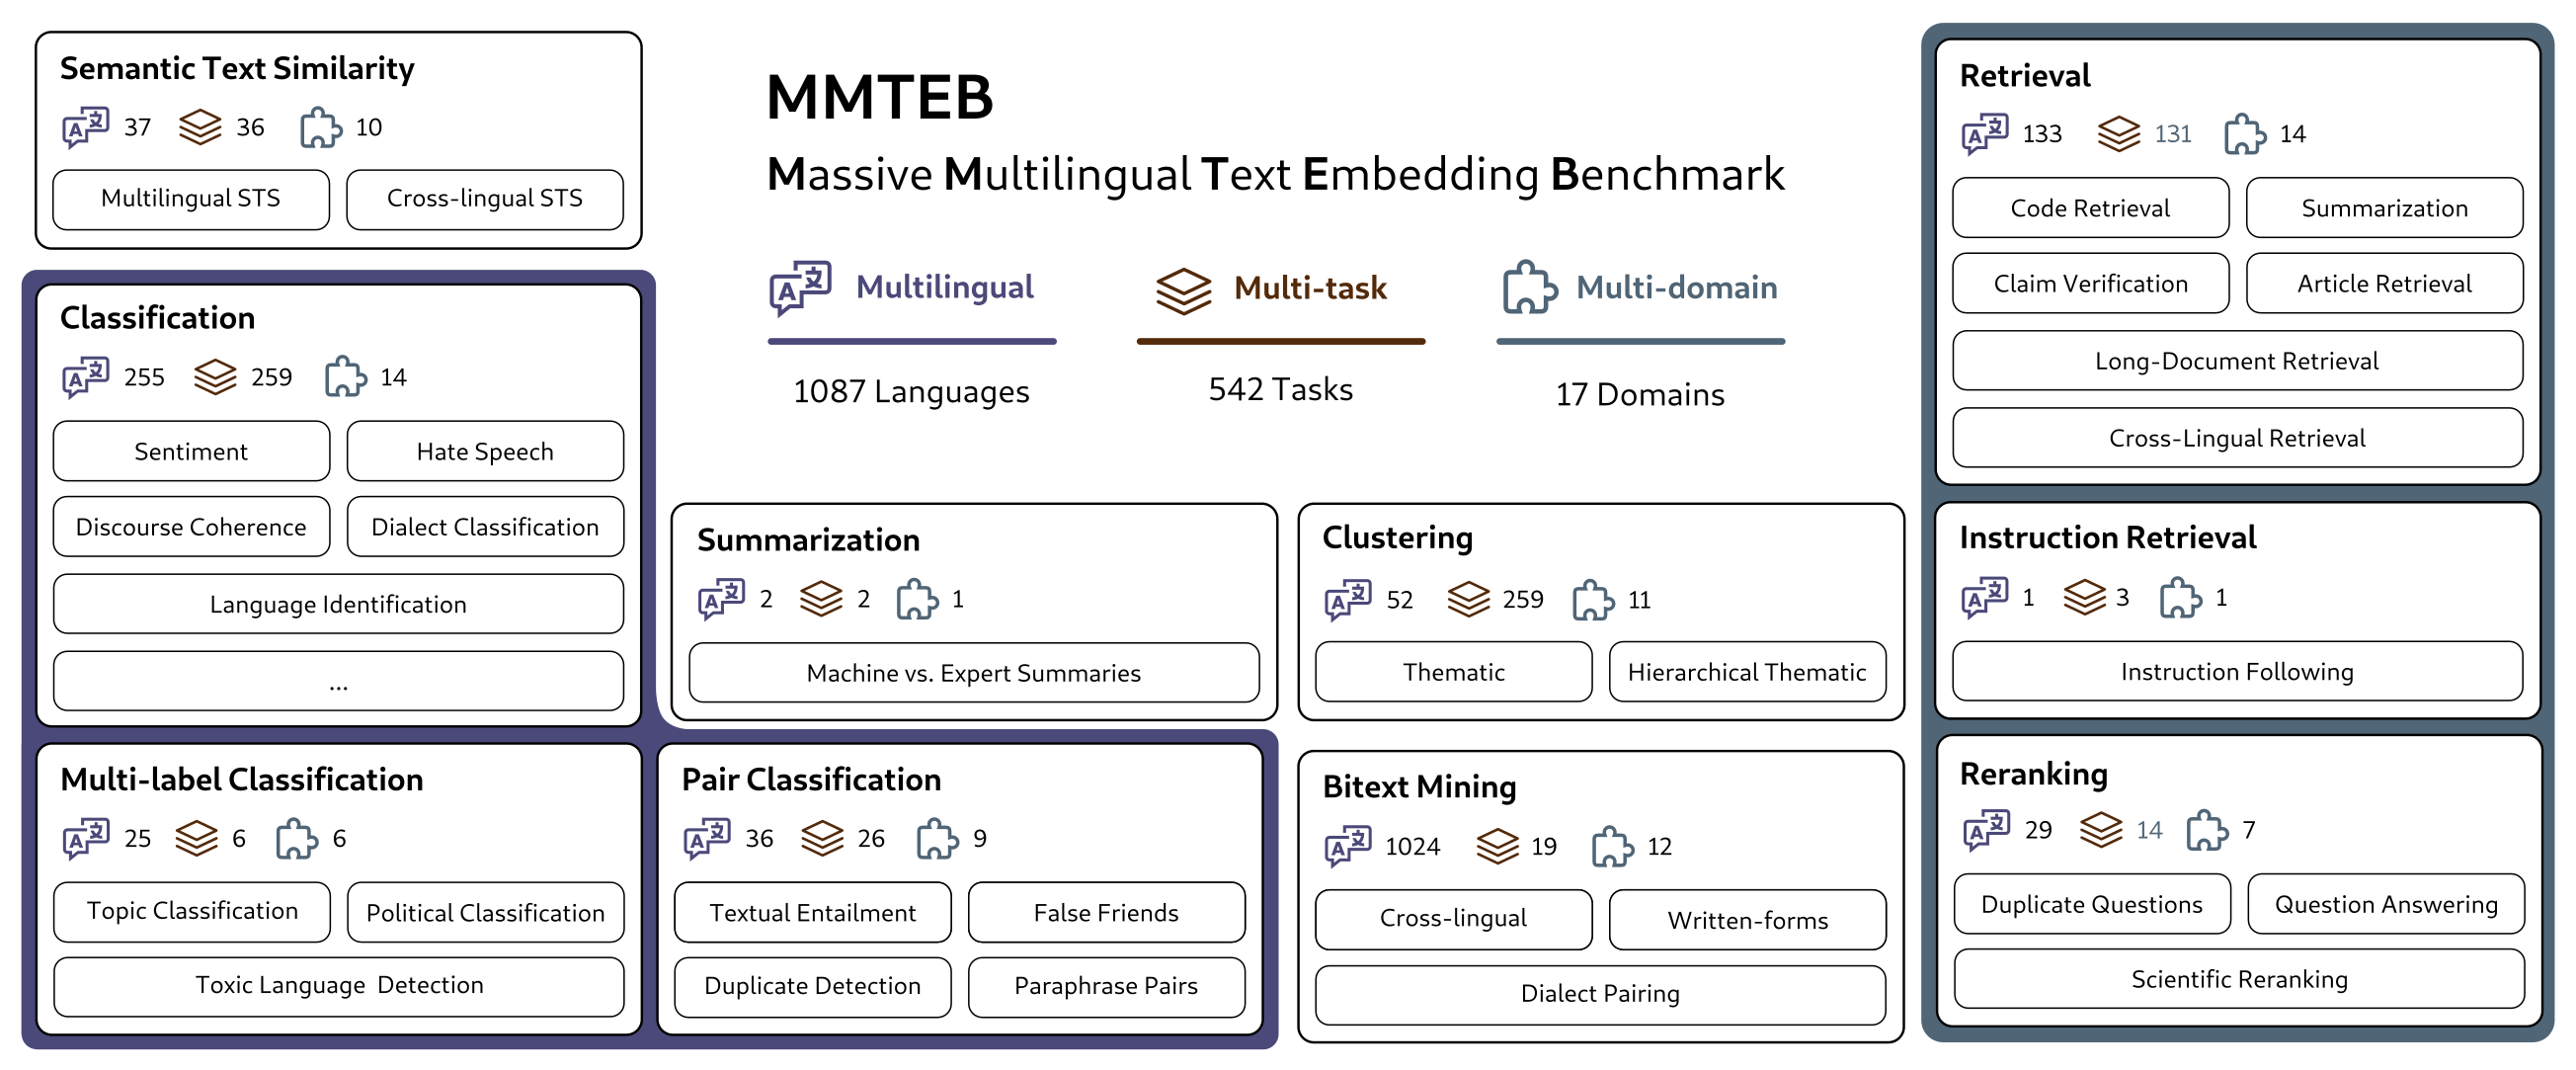 Semantic Text Similarity
37 36 10
Multilingual STS Cross-lingual STS
Classification
255 259 14
Sentiment Hate Speech
Discourse Coherence Dialect Classification
Language Identification
...
Multi-label Classification
25 6 6
Topic Classification Political Classification
Toxic Language Detection
Pair Classification
36 26 9
Textual Entailment False Friends
Duplicate Detection Paraphrase Pairs
MMTEB
Massive Multilingual Text Embedding Benchmark
Multilingual Multi-task Multi-domain
1087 Languages 542 Tasks 17 Domains
Summarization
2 2 1
Machine vs. Expert Summaries
Clustering
52 259 11
Thematic Hierarchical Thematic
Bitext Mining
1024 19 12
Cross-lingual Written-forms
Dialect Pairing
Retrieval
133 131 14
Code Retrieval Summarization
Claim Verification Article Retrieval
Long-Document Retrieval
Cross-Lingual Retrieval
Instruction Retrieval
1 3 1
Instruction Following
Reranking
29 14 7
Duplicate Questions Question Answering
Scientific Reranking